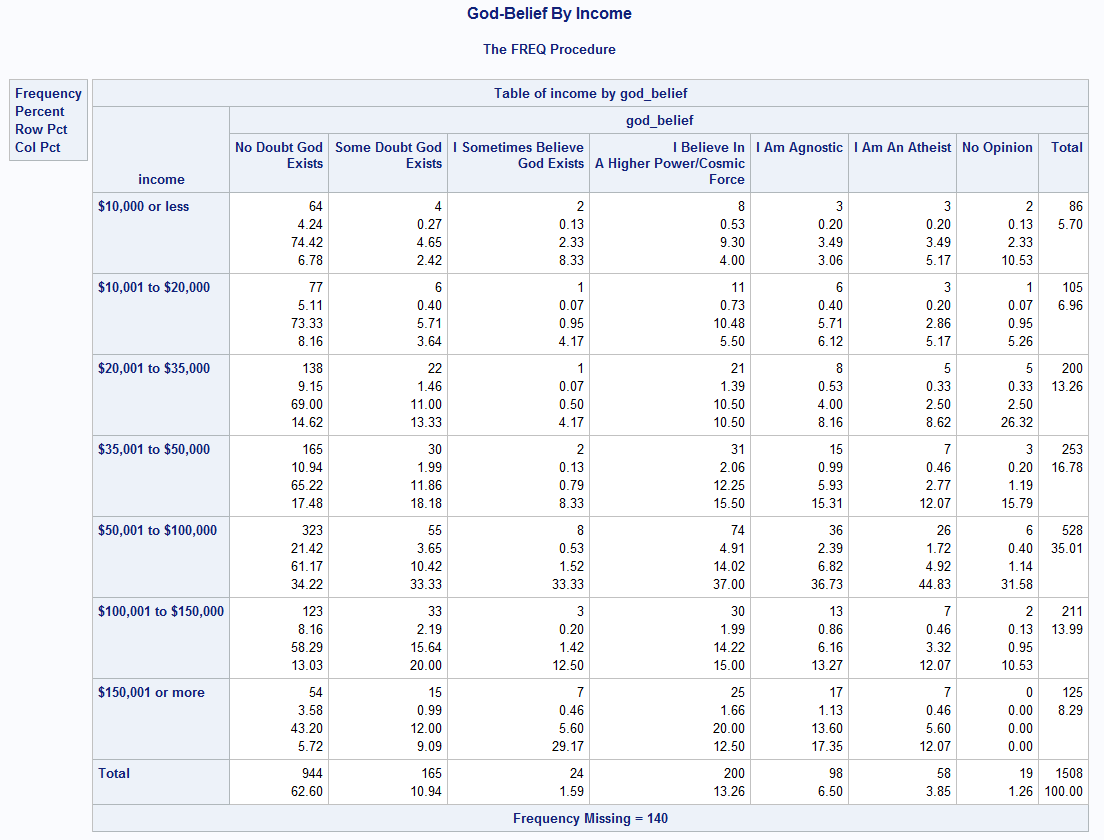 God-Belief By Income
The FREQ Procedure
Frequency
Percent
Row Pct
Col Pct
Table of income by god_belief
income
god_belief
No Doubt God
Exists
Some Doubt God
Exists
I Sometimes Believe
God Exists
I Believe In
A Higher Power/Cosmic
Force
I Am Agnostic
I Am An Atheist
No Opinion
Total
$10,000 or less 64 4 2 8 3 3 2 86
4.24 0.27 0.13 0.53 0.20 0.20 0.13 5.70
74.42 4.65 2.33 9.30 3.49 3.49 2.33
6.78 2.42 8.33 4.00 3.06 5.17 10.53
$10,001 to $20,000 77 6 1 11 6 3 1 105
5.11 0.40 0.07 0.73 0.40 0.20 0.07 6.96
73.33 5.71 0.95 10.48 5.71 2.86 0.95
8.16 3.64 4.17 5.50 6.12 5.17 5.26
$20,001 to $35,000 138 22 1 21 8 5 5 200
9.15 1.46 0.07 1.39 0.53 0.33 0.33 13.26
69.00 11.00 0.50 10.50 4.00 2.50 2.50
14.62 13.33 4.17 10.50 8.16 8.62 26.32
$35,001 to $50,000 165 30 2 31 15 7 3 253
10.94 1.99 0.13 2.06 0.99 0.46 0.20 16.78
65.22 11.86 0.79 12.25 5.93 2.77 1.19
17.48 18.18 8.33 15.50 15.31 12.07 15.79
$50,001 to $100,000 323 55 8 74 36 26 6 528
21.42 3.65 0.53 4.91 2.39 1.72 0.40 35.01
61.17 10.42 1.52 14.02 6.82 4.92 1.14
34.22 33.33 33.33 37.00 36.73 44.83 31.58
$100,001 to $150,000 123 33 3 30 13 7 2 211
8.16 2.19 0.20 1.99 0.86 0.46 0.13 13.99
58.29 15.64 1.42 14.22 6.16 3.32 0.95
13.03 20.00 12.50 15.00 13.27 12.07 10.53
$150,001 or more 54 15 7 25 17 7 0 125
3.58 0.99 0.46 1.66 1.13 0.46 0.00 8.29
43.20 12.00 5.60 20.00 13.60 5.60 0.00
5.72 9.09 29.17 12.50 17.35 12.07 0.00
Total 944 165 24 200 98 58 19 1508
62.60 10.94 1.59 13.26 6.50 3.85 1.26 100.00
Frequency Missing = 140